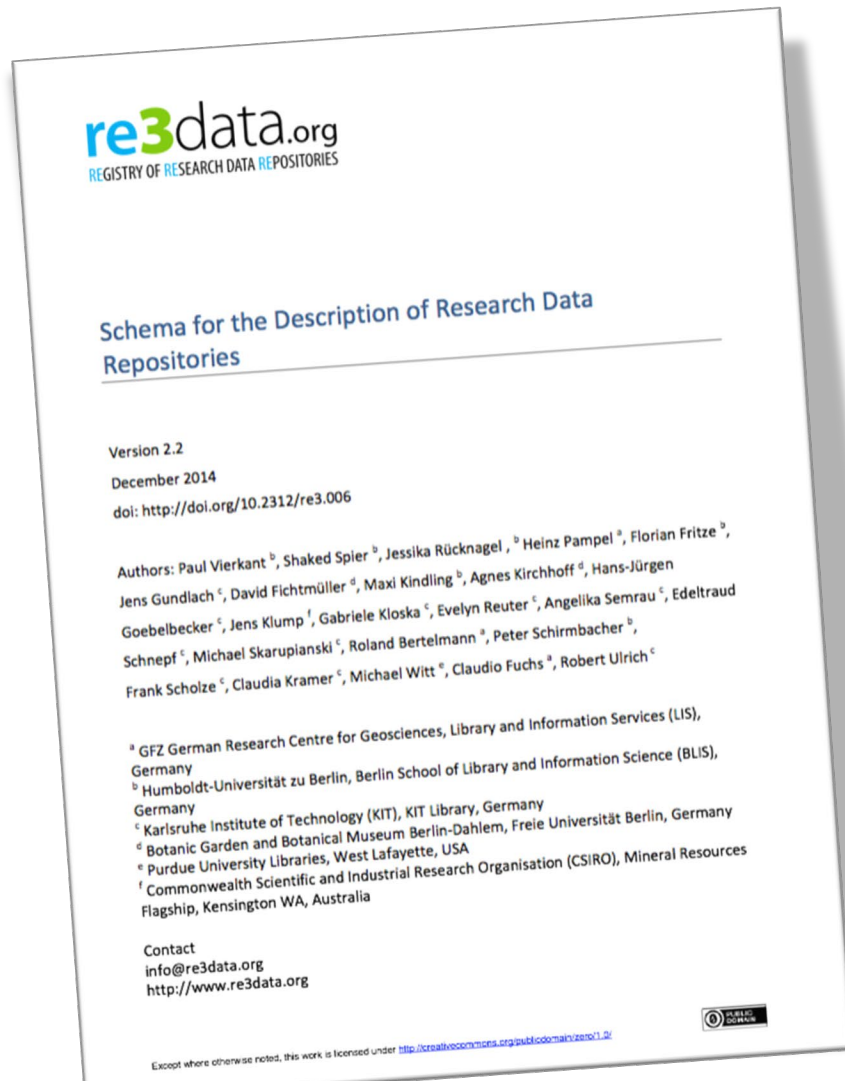 re3data.org
REGISTRY OF RESEARCH DATA REPOSITORIES
Schema for the Description of Research Data
Repositories
Version 2.2
December 2014
doi: http://doi.org/10.2312/re3.006
Authors: Paul Vierkant ᵇ, Shaked Spier ᵇ, Jessika Rücknagel , ᵇ Heinz Pampel ᵃ, Florian Fritze ᵇ,
Jens Gundlach ᶜ, David Fichtmüller ᵈ, Maxi Kindling ᵇ, Agnes Kirchhoff ᵈ, Hans-Jürgen
Goebelbecker ᶜ, Jens Klump ᶠ, Gabriele Kloska ᶜ, Evelyn Reuter ᶜ, Angelika Semrau ᶜ, Edeltraud
Schnepf ᶜ, Michael Skarupianski ᶜ, Roland Bertelmann ᵃ, Peter Schirmbacher ᵇ,
Frank Scholze ᶜ, Claudia Kramer ᶜ, Michael Witt ᵉ, Claudio Fuchs ᵃ, Robert Ulrich ᶜ
ᵃ GFZ German Research Centre for Geosciences, Library and Information Services (LIS),
Germany
ᵇ Humboldt-Universität zu Berlin, Berlin School of Library and Information Science (BLIS),
Germany
ᶜ Karlsruhe Institute of Technology (KIT), KIT Library, Germany
ᵈ Botanic Garden and Botanical Museum Berlin-Dahlem, Freie Universität Berlin, Germany
ᵉ Purdue University Libraries, West Lafayette, USA
ᶠ Commonwealth Scientific and Industrial Research Organisation (CSIRO), Mineral Resources
Flagship, Kensington WA, Australia
Contact
info@re3data.org
http://www.re3data.org
PUBLIC
DOMAIN
Except where otherwise noted, this work is licensed under http://creativecommons.org/publicdomain/zero/1.0/